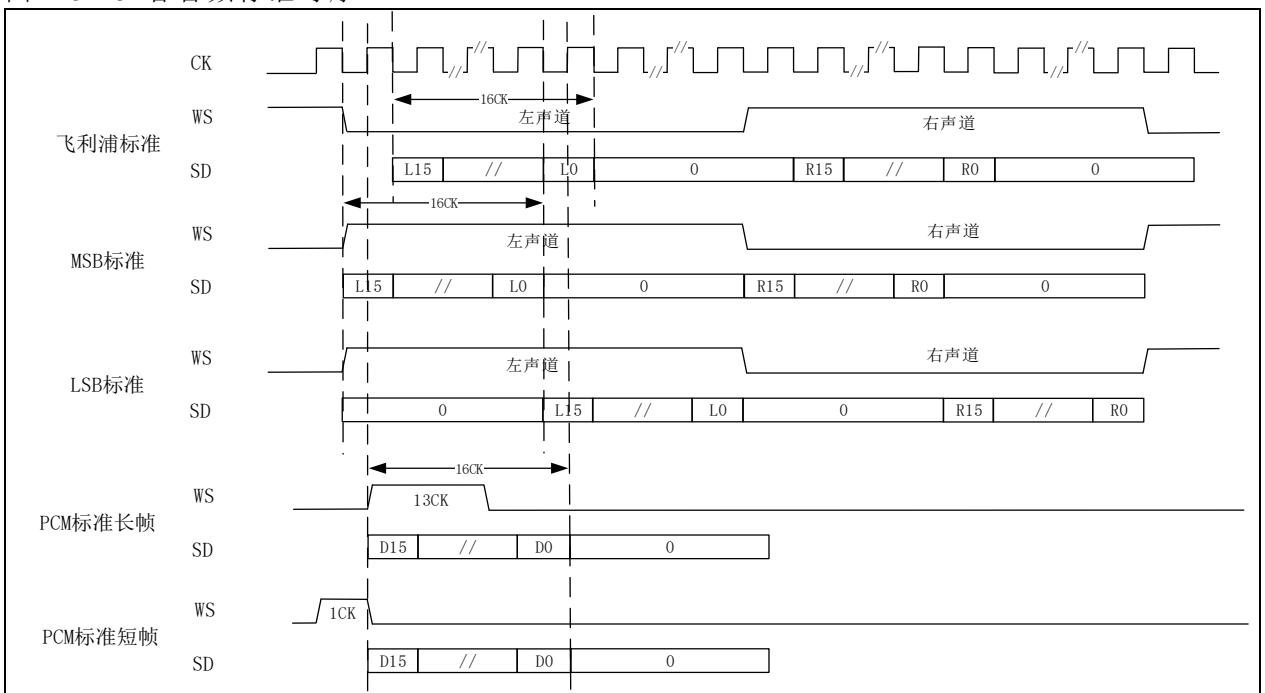 CK
// // // // // // //
16CK
WS 左声道 右声道
飞利浦标准
SD L15 // L0 0 R15 // R0 0
16CK
WS 左声道 右声道
MSB标准
SD L15 // L0 0 R15 // R0 0
WS 左声道 右声道
LSB标准
SD 0 L15 // L0 0 R15 // R0
16CK
WS 13CK
PCM标准长帧
SD D15 // D0 0
WS 1CK
PCM标准短帧
SD D15 // D0 0